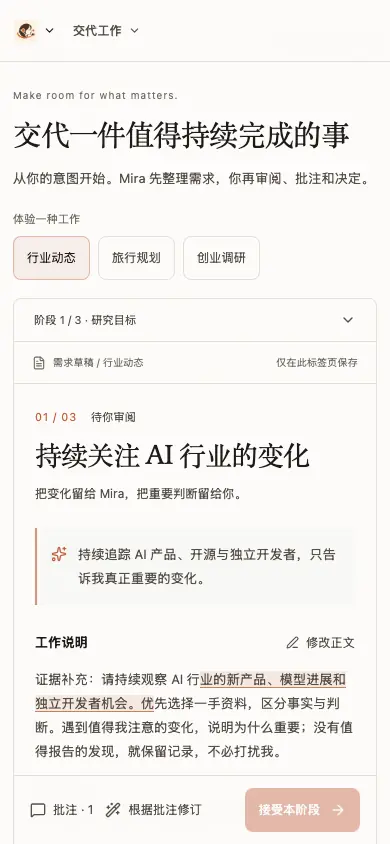 交代工作
Make room for what matters.
交代一件值得持续完成的事
从你的意图开始。Mira 先整理需求，你再审阅、批注和决定。
体验一种工作
行业动态
旅行规划
创业调研
阶段 1 / 3 · 研究目标
需求草稿 / 行业动态
仅在此标签页保存
01 / 03 待你审阅
持续关注 AI 行业的变化
把变化留给 Mira，把重要判断留给你。
持续追踪 AI 产品、开源与独立开发者，只告
诉我真正重要的变化。
工作说明
修改正文
证据补充：请持续观察 AI 行业的新产品、模型进展和
独立开发者机会。优先选择一手资料，区分事实与判
断。遇到值得我注意的变化，说明为什么重要；没有值
得报告的发现，就保留记录，不必打扰我。
批注 · 1
根据批注修订
接受本阶段